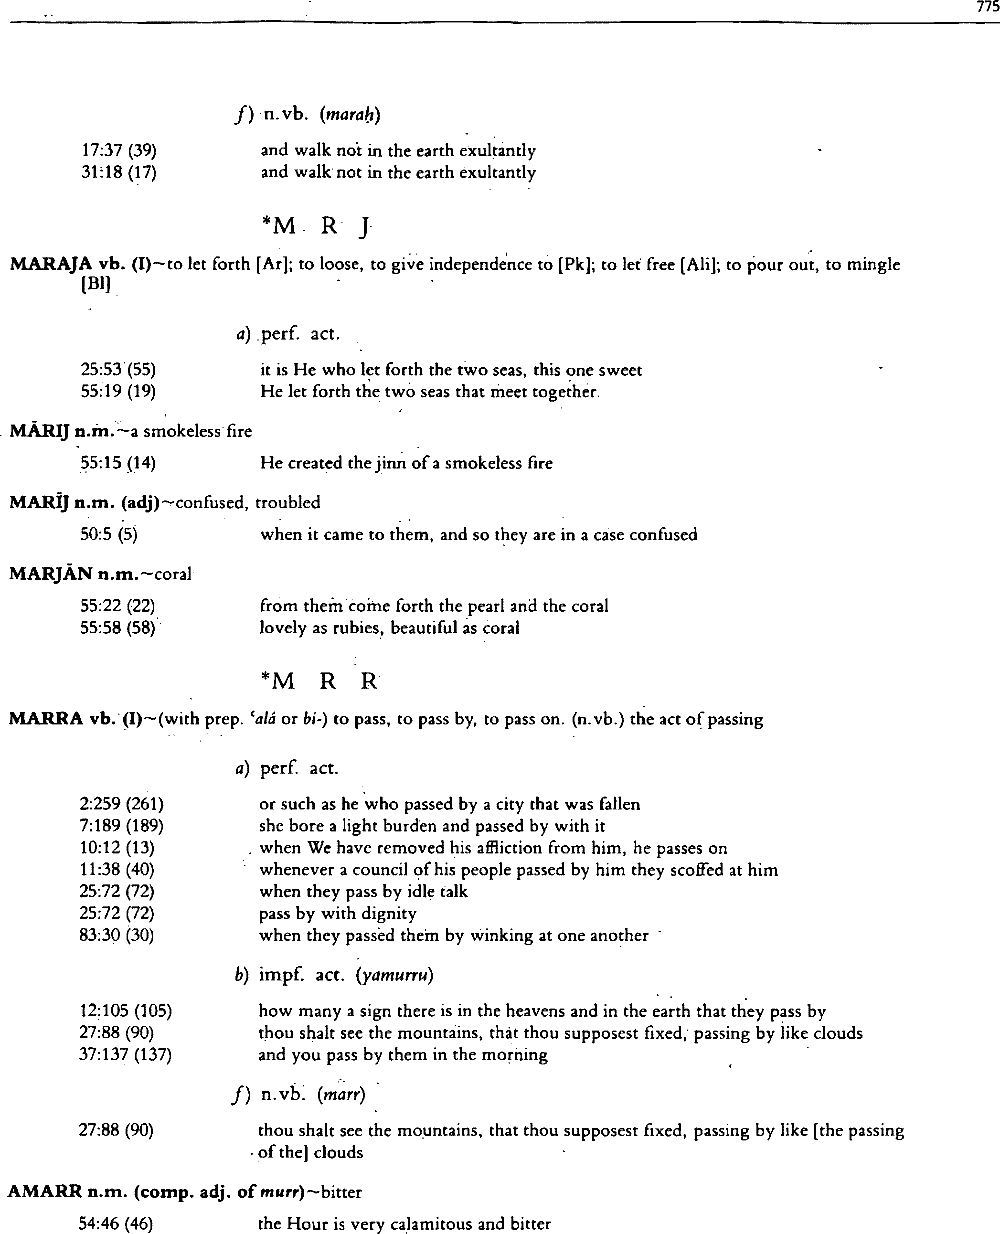 775
f) n.vb. (maraḥ)
17:37 (39) and walk not in the earth exultantly
31:18 (17) and walk not in the earth exultantly
*M R J
MARAJA vb. (I)~to let forth [Ar]; to loose, to give independence to [Pk]; to let free [Ali]; to pour out, to mingle
[Bl]
a) perf. act.
25:53 (55) it is He who let forth the two seas, this one sweet
55:19 (19) He let forth the two seas that meet together
MĀRIJ n.m.~a smokeless fire
55:15 (14) He created the jinn of a smokeless fire
MARĪJ n.m. (adj)~confused, troubled
50:5 (5) when it came to them, and so they are in a case confused
MARJĀN n.m.~coral
55:22 (22) from them come forth the pearl and the coral
55:58 (58) lovely as rubies, beautiful as coral
*M R R
MARRA vb. (I)~(with prep. ʿalá or bi-) to pass, to pass by, to pass on. (n.vb.) the act of passing
a) perf. act.
2:259 (261) or such as he who passed by a city that was fallen
7:189 (189) she bore a light burden and passed by with it
10:12 (13) when We have removed his affliction from him, he passes on
11:38 (40) whenever a council of his people passed by him they scoffed at him
25:72 (72) when they pass by idle talk
25:72 (72) pass by with dignity
83:30 (30) when they passed them by winking at one another
b) impf. act. (yamurru)
12:105 (105) how many a sign there is in the heavens and in the earth that they pass by
27:88 (90) thou shalt see the mountains, that thou supposest fixed, passing by like clouds
37:137 (137) and you pass by them in the morning
f) n.vb. (marr)
27:88 (90) thou shalt see the mountains, that thou supposest fixed, passing by like [the passing
of the] clouds
AMARR n.m. (comp. adj. of murr)~bitter
54:46 (46) the Hour is very calamitous and bitter